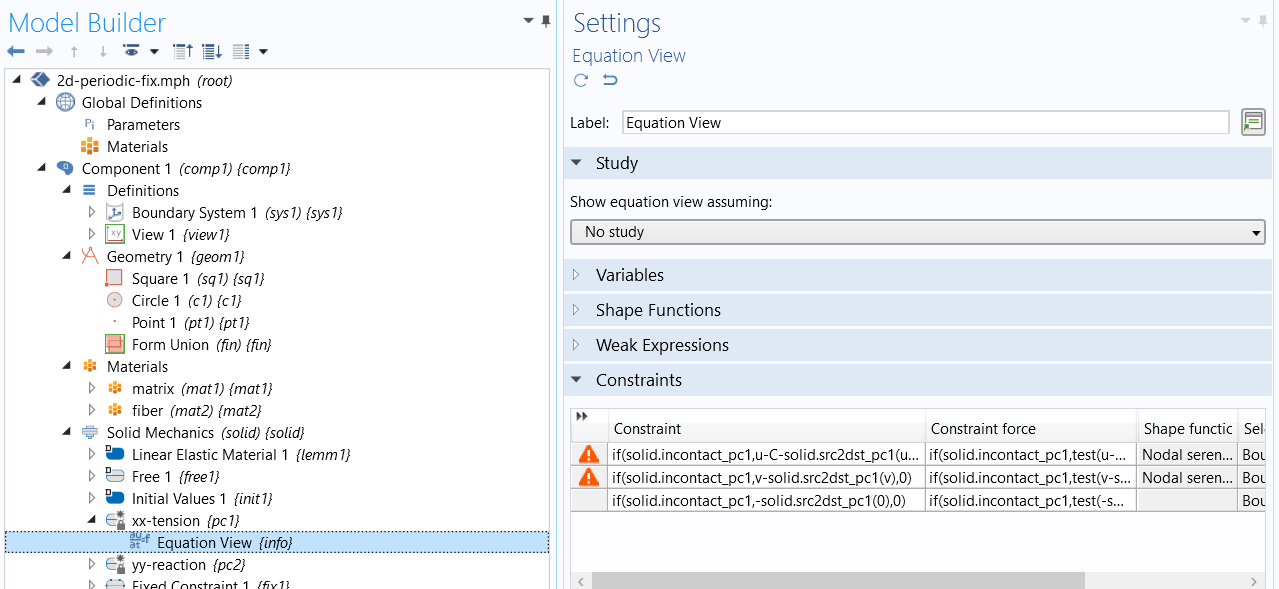 Model Builder
2d-periodic-fix.mph (root)
Global Definitions
Pi Parameters
Materials
Component 1 (comp1) {comp1}
Definitions
Boundary System 1 (sys1) {sys1}
xy View 1 {view1}
Geometry 1 {geom1}
Square 1 (sq1) {sq1}
Circle 1 (c1) {c1}
Point 1 (pt1) {pt1}
Form Union (fin) {fin}
Materials
matrix (mat1) {mat1}
fiber (mat2) {mat2}
Solid Mechanics (solid) {solid}
Linear Elastic Material 1 {lemm1}
Free 1 {free1}
Initial Values 1 {init1}
xx-tension {pc1}
Equation View {info}
yy-reaction {pc2}
Fixed Constraint 1 {fix1}
Settings
Equation View
Label: Equation View
Study
Show equation view assuming:
No study
Variables
Shape Functions
Weak Expressions
Constraints
Constraint Constraint force Shape functic Sele
if(solid.incontact_pc1,u-C-solid.src2dst_pc1(u... if(solid.incontact_pc1,test(u-... Nodal seren... Bou
if(solid.incontact_pc1,v-solid.src2dst_pc1(v),0) if(solid.incontact_pc1,test(v-s... Nodal seren... Bou
if(solid.incontact_pc1,-solid.src2dst_pc1(0),0) if(solid.incontact_pc1,test(-s... Bou